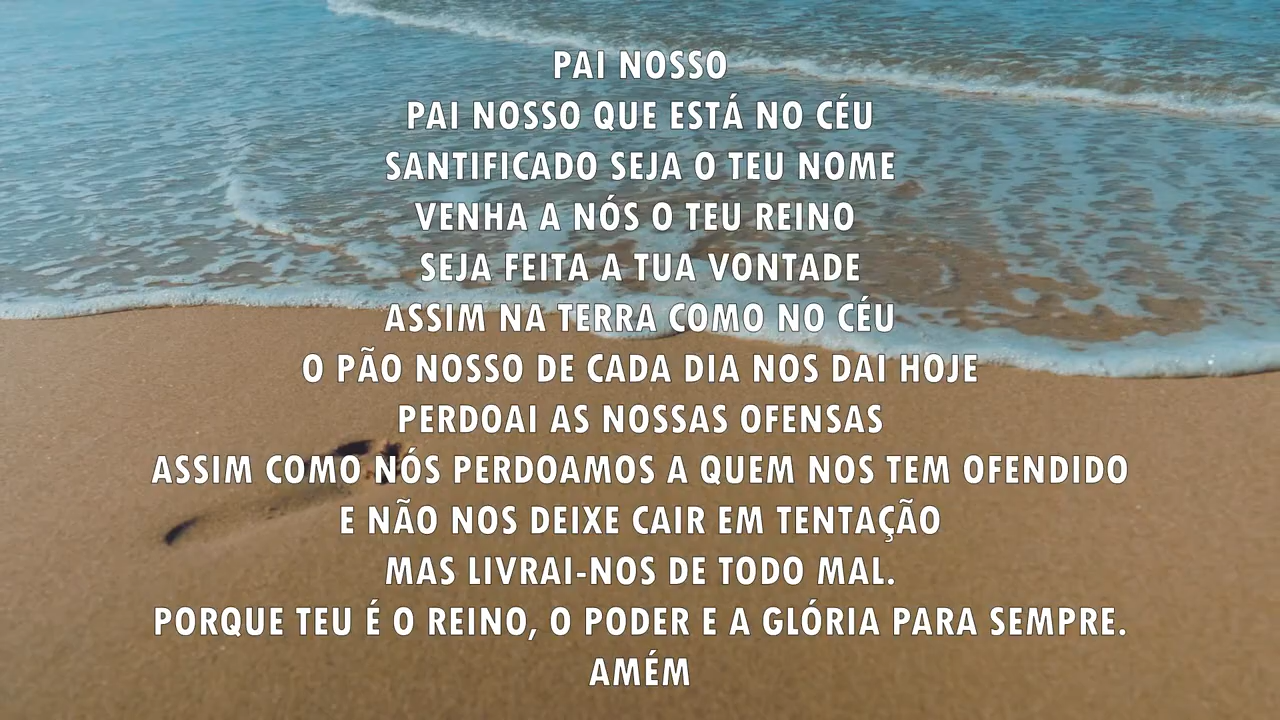 PAI NOSSO
PAI NOSSO QUE ESTÁ NO CÉU
SANTIFICADO SEJA O TEU NOME
VENHA A NÓS O TEU REINO
SEJA FEITA A TUA VONTADE
ASSIM NA TERRA COMO NO CÉU
O PÃO NOSSO DE CADA DIA NOS DAI HOJE
PERDOAI AS NOSSAS OFENSAS
ASSIM COMO NÓS PERDOAMOS A QUEM NOS TEM OFENDIDO
E NÃO NOS DEIXE CAIR EM TENTAÇÃO
MAS LIVRAI-NOS DE TODO MAL.
PORQUE TEU É O REINO, O PODER E A GLÓRIA PARA SEMPRE.
AMÉM